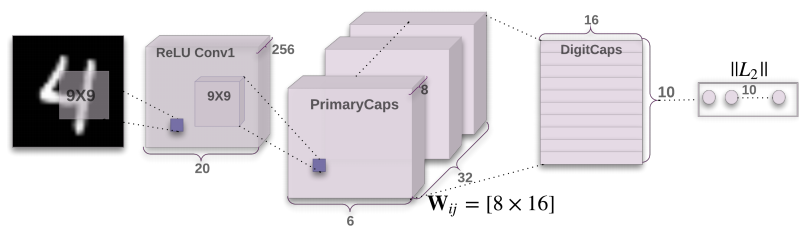 9X9
ReLU Conv1
256
9X9
20
PrimaryCaps
8
32
6
𝐖ᵢⱼ = [8 × 16]
16
DigitCaps
10
||L₂||
10